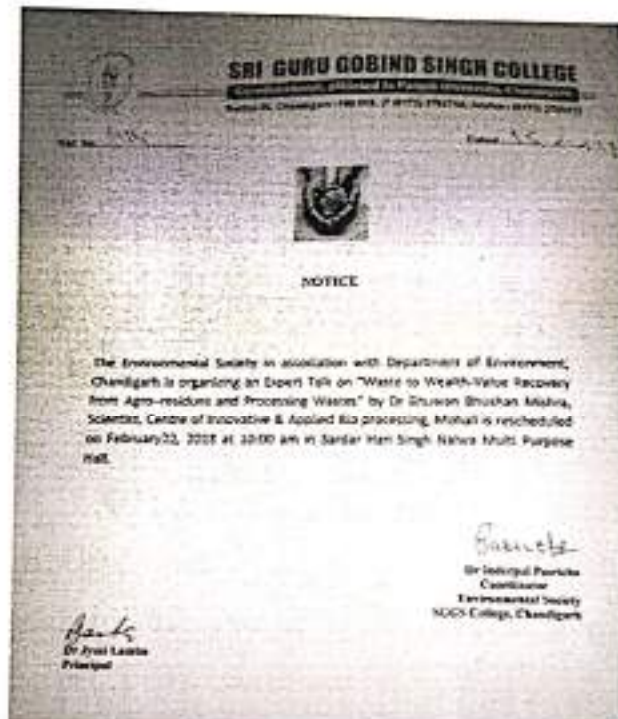 SRI GURU GOBIND SINGH COLLEGE
NOTICE
The Environmental Society in association with Department of Environment,
Chandigarh is organizing an Expert Talk on "Waste to Wealth-Value Recovery
from Agro-residues and Processing Wastes" by Dr Bhuwan Bhushan Mishra,
Scientist, Centre of Innovative & Applied Bio processing, Mohali is rescheduled
on February22, 2018 at 10:00 am in Sardar Hari Singh Nalwa Multi Purpose
Hall.
Coordinator
Environmental Society
SGGS College, Chandigarh
Principal